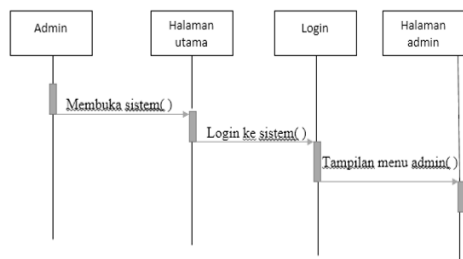 Admin
Halaman
utama
Login
Halaman
admin
Membuka sistem( )
Login ke sistem( )
Tampilan menu admin( )